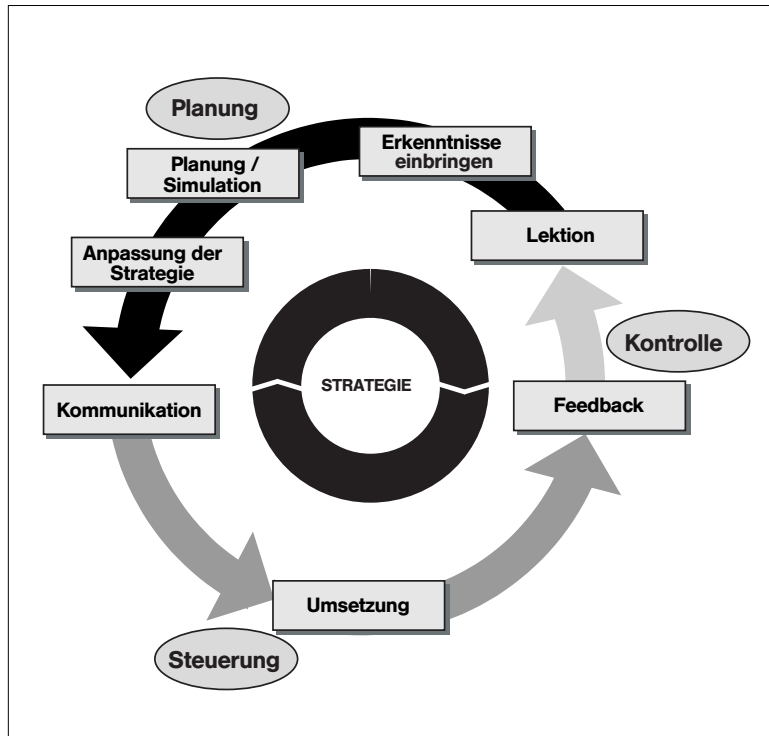 Planung
Erkenntnisse
einbringen
Planung /
Simulation
Lektion
Anpassung der
Strategie
Kontrolle
STRATEGIE
Kommunikation
Feedback
Umsetzung
Steuerung